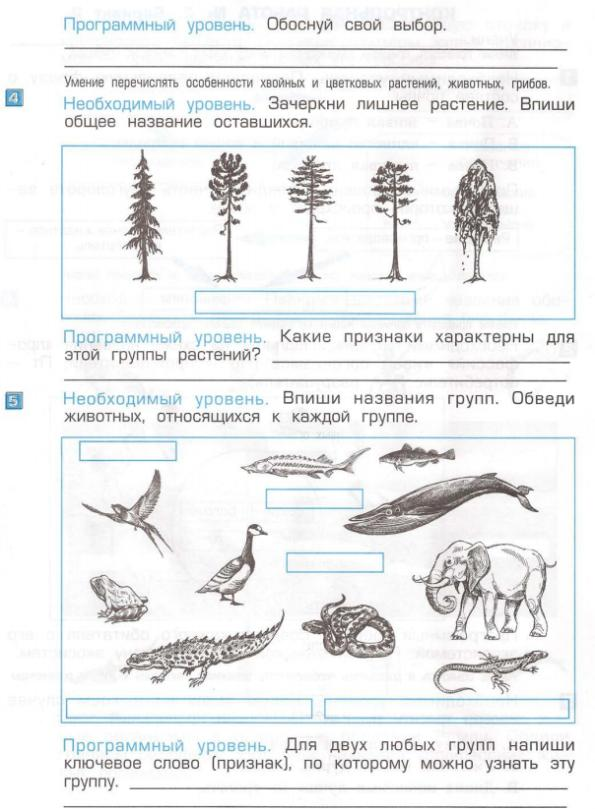 Программный уровень. Обоснуй свой выбор.
Умение перечислять особенности хвойных и цветковых растений, животных, грибов.
4
Необходимый уровень. Зачеркни лишнее растение. Впиши
общее название оставшихся.
Программный уровень. Какие признаки характерны для
этой группы растений?
5
Необходимый уровень. Впиши названия групп. Обведи
животных, относящихся к каждой группе.
Программный уровень. Для двух любых групп напиши
ключевое слово (признак), по которому можно узнать эту
группу.